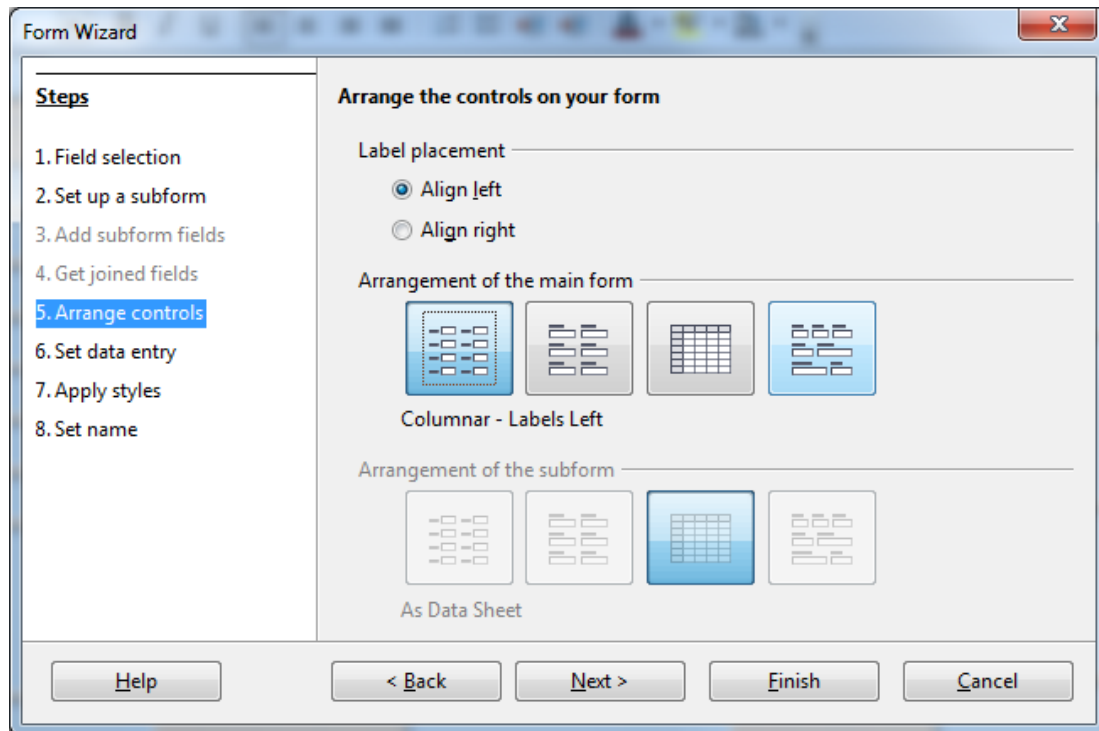 Form Wizard
Steps
1. Field selection
2. Set up a subform
3. Add subform fields
4. Get joined fields
5. Arrange controls
6. Set data entry
7. Apply styles
8. Set name
Arrange the controls on your form
Label placement
Align left
Align right
Arrangement of the main form
Columnar - Labels Left
Arrangement of the subform
As Data Sheet
Help
< Back
Next >
Finish
Cancel